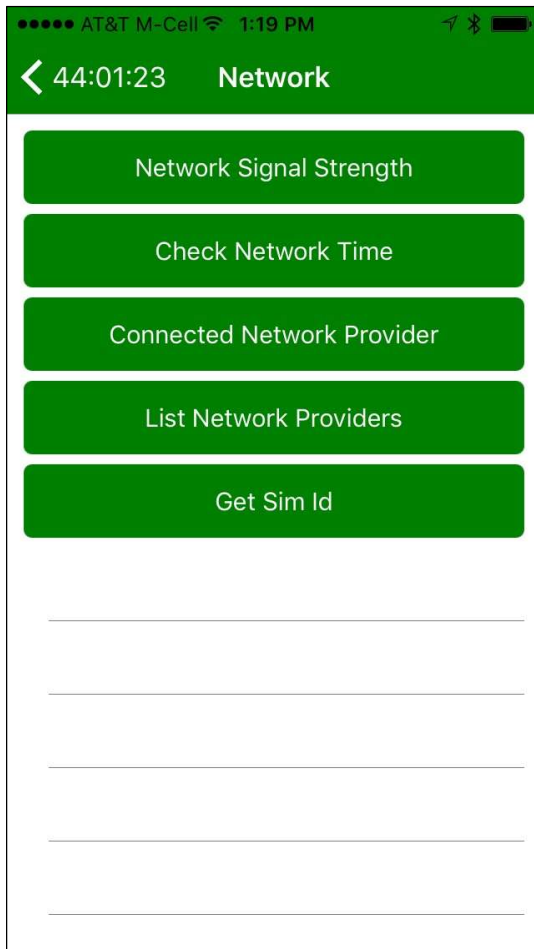 AT&T M-Cell 1:19 PM
44:01:23 Network
Network Signal Strength
Check Network Time
Connected Network Provider
List Network Providers
Get Sim Id